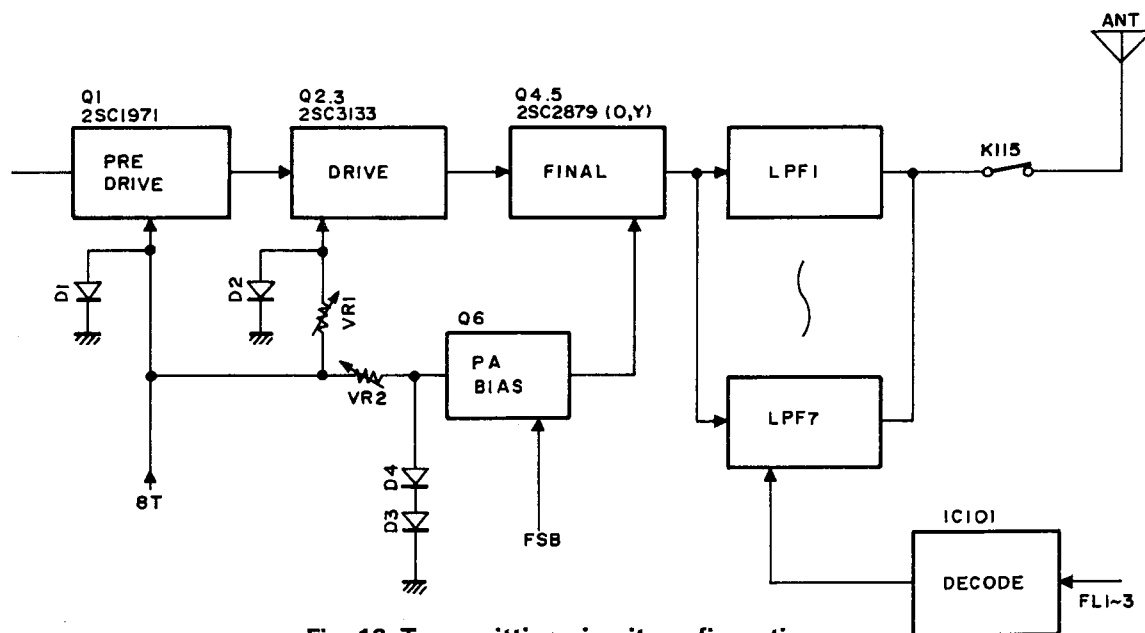 ANT
Q1
2SC1971
PRE
DRIVE
Q2.3
2SC3133
DRIVE
Q4.5
2SC2879 (O,Y)
FINAL
LPF1
K115
D1
D2
VR1
VR2
Q6
PA
BIAS
LPF7
8T
D4
D3
FSB
IC101
DECODE
FL1~3